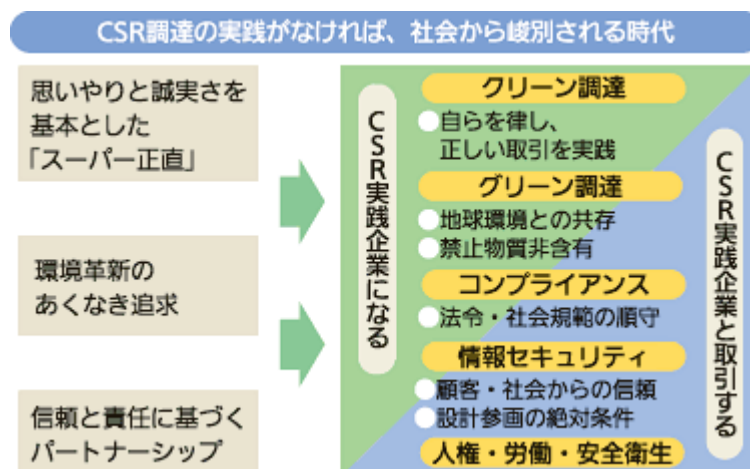 CSR調達の実践がなければ、社会から峻別される時代
思いやりと誠実さを
基本とした
「スーパー正直」
環境革新の
あくなき追求
信頼と責任に基づく
パートナーシップ
CSR実践企業になる
クリーン調達
自らを律し、
正しい取引を実践
グリーン調達
地球環境との共存
禁止物質非含有
コンプライアンス
法令・社会規範の順守
情報セキュリティ
顧客・社会からの信頼
設計参画の絶対条件
人権・労働・安全衛生
CSR実践企業と取引する